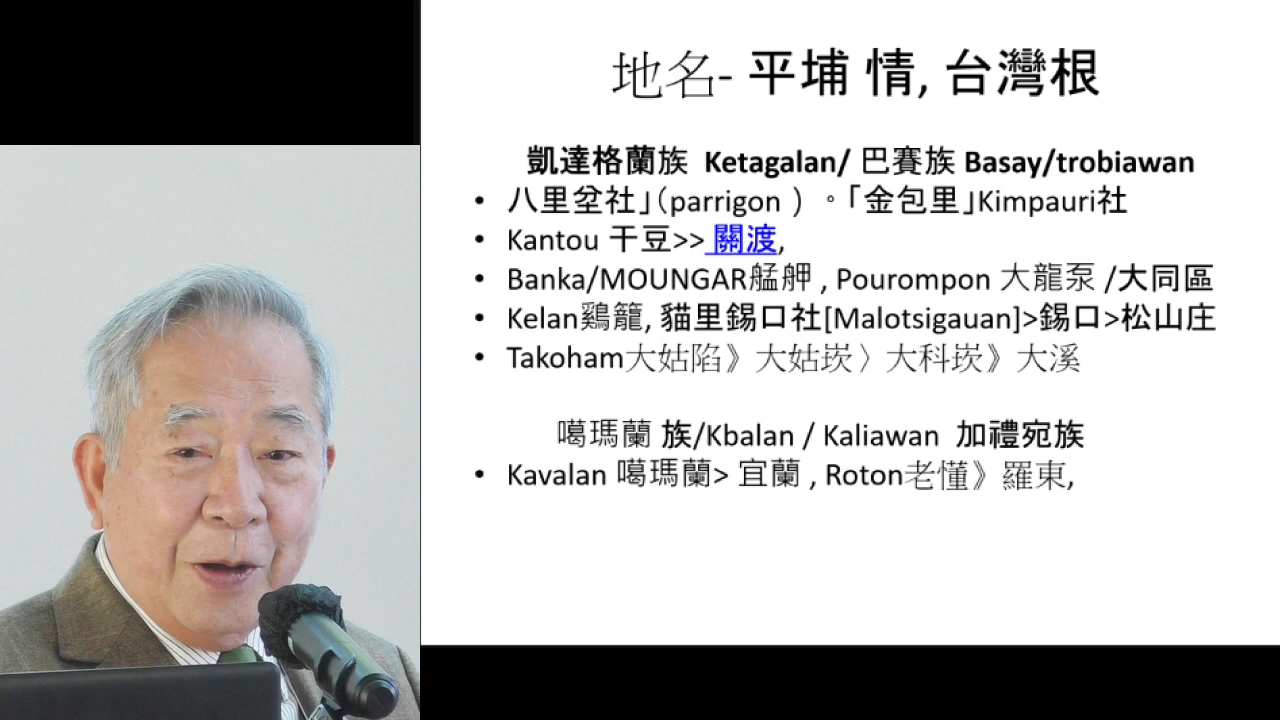 地名- 平埔 情, 台灣根
凱達格蘭族 Ketagalan/ 巴賽族 Basay/trobiawan
• 八里坌社」(parrigon ) 。「金包里」Kimpauri社
• Kantou 干豆>> 關渡,
• Banka/MOUNGAR艋舺 , Pourompon 大龍泵 /大同區
• Kelan鷄籠, 貓里錫口社[Malotsigauan]>錫口>松山庄
• Takoham大姑陷》大姑崁〉大科崁》大溪
噶瑪蘭 族/Kbalan / Kaliawan 加禮宛族
• Kavalan 噶瑪蘭> 宜蘭 , Roton老懂》羅東,